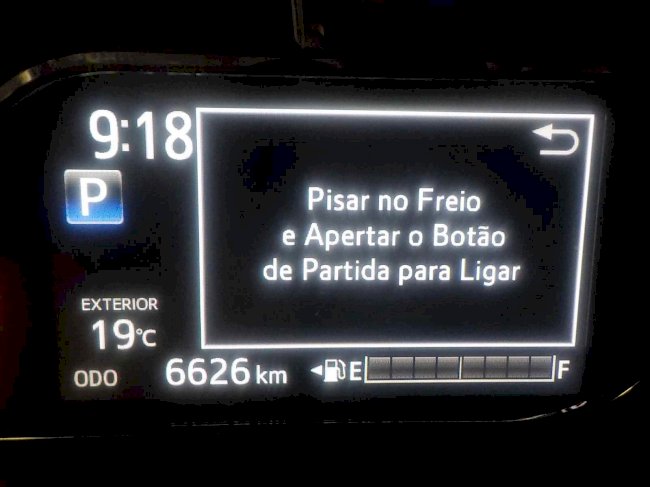 9:18
P
Pisar no Freio
e Apertar o Botão
de Partida para Ligar
EXTERIOR
19°C
ODO 6626 km
E F